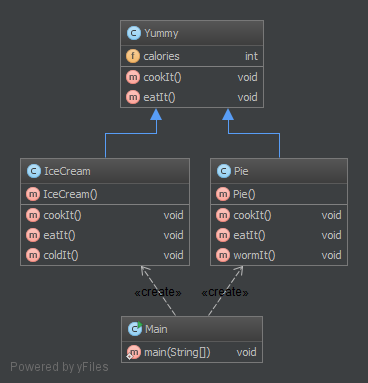 Yummy
calories int
cookIt() void
eatIt() void
IceCream
IceCream()
cookIt() void
eatIt() void
coldIt() void
Pie
Pie()
cookIt() void
eatIt() void
wormIt() void
«create» «create»
Main
main(String[]) void
Powered by yFiles